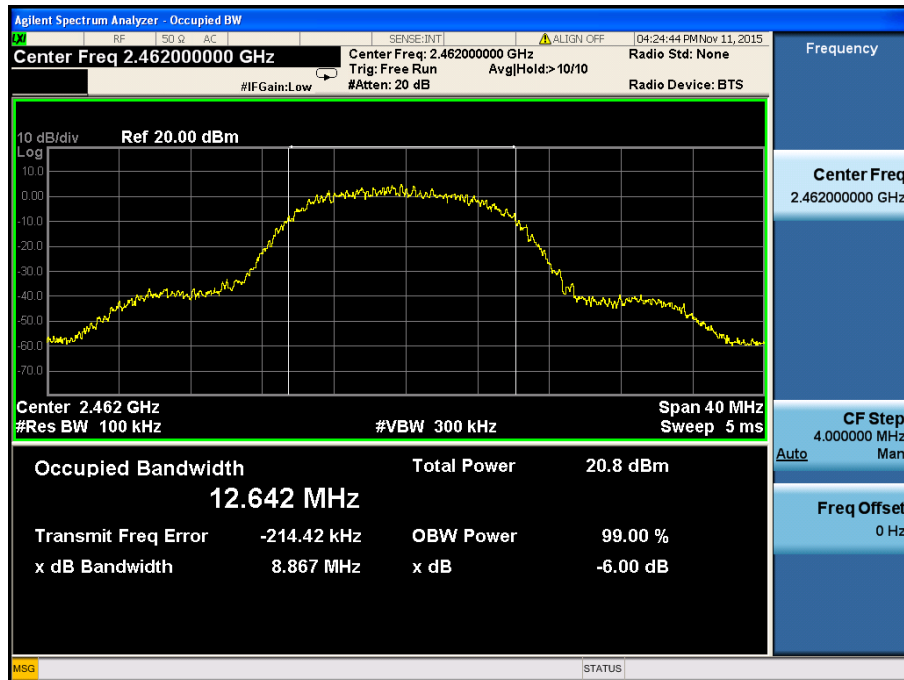 Agilent Spectrum Analyzer - Occupied BW
LXI RF 50 Ω AC SENSE:INT ALIGN OFF 04:24:44 PM Nov 11, 2015
Center Freq 2.462000000 GHz
Center Freq: 2.462000000 GHz Radio Std: None
Trig: Free Run Avg|Hold:>10/10
#IFGain:Low #Atten: 20 dB Radio Device: BTS
10 dB/div Ref 20.00 dBm
Log
10.0
0.00
-10.0
-20.0
-30.0
-40.0
-50.0
-60.0
-70.0
Center 2.462 GHz Span 40 MHz
#Res BW 100 kHz #VBW 300 kHz Sweep 5 ms
Occupied Bandwidth Total Power 20.8 dBm
12.642 MHz
Transmit Freq Error -214.42 kHz OBW Power 99.00 %
x dB Bandwidth 8.867 MHz x dB -6.00 dB
MSG STATUS
Frequency
Center Freq
2.462000000 GHz
CF Step
4.000000 MHz
Auto Man
Freq Offset
0 Hz